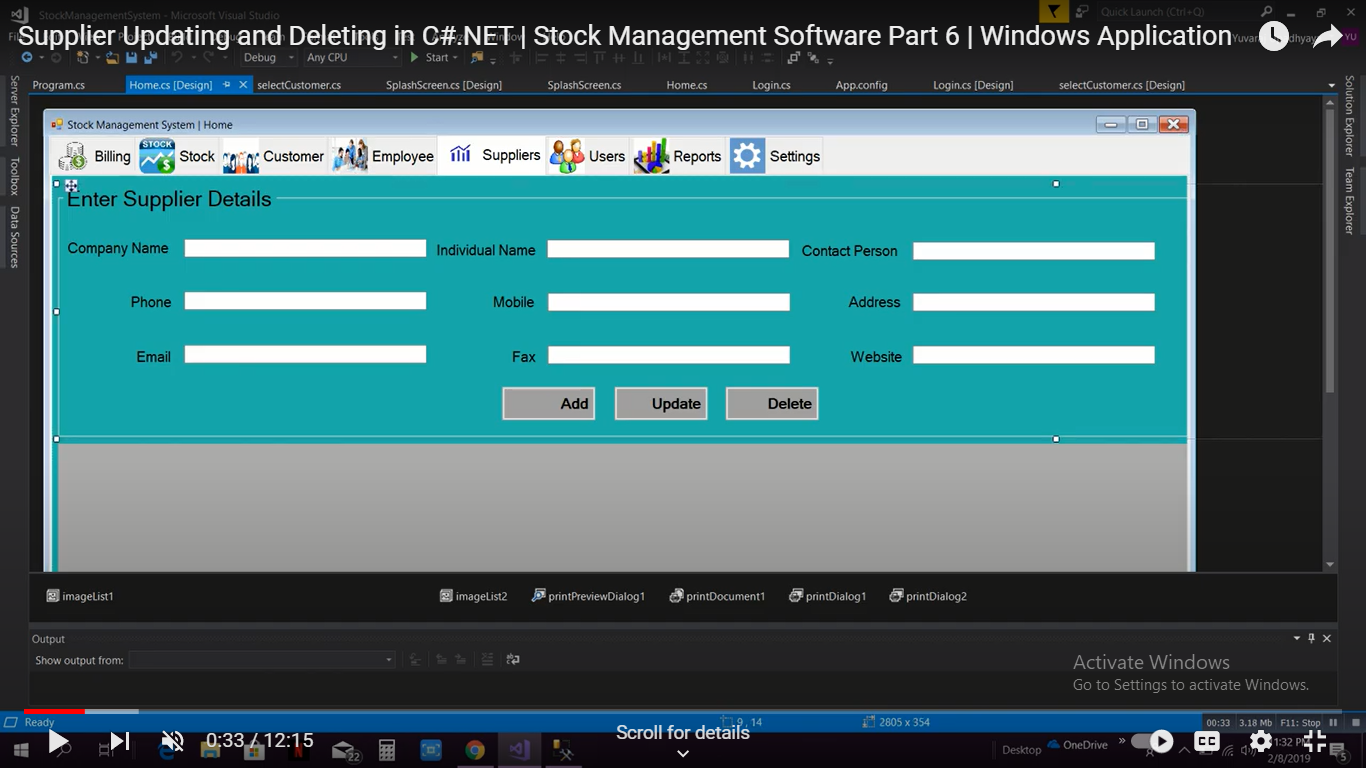 StockManagementSystem - Microsoft Visual Studio
Quick Launch (Ctrl+Q)
Supplier Updating and Deleting in C#.NET | Stock Management Software Part 6 | Windows Application
YU
Debug Any CPU Start
Program.cs Home.cs [Design] selectCustomer.cs SplashScreen.cs [Design] SplashScreen.cs Home.cs Login.cs App.config Login.cs [Design] selectCustomer.cs [Design]
Server Explorer
Toolbox
Data Sources
Solution Explorer
Team Explorer
Stock Management System | Home
STOCK
Billing Stock Customer Employee Suppliers Users Reports Settings
Enter Supplier Details
Company Name Individual Name Contact Person
Phone Mobile Address
Email Fax Website
Add Update Delete
imageList1 imageList2 printPreviewDialog1 printDocument1 printDialog1 printDialog2
Output
Show output from:
Activate Windows
Go to Settings to activate Windows.
Ready 9 , 14 2805 x 354 00:33 3.18 Mb F11: Stop
Scroll for details
0:33 / 12:15
22
Desktop OneDrive
CC
1:32 PM
2/8/2019
5